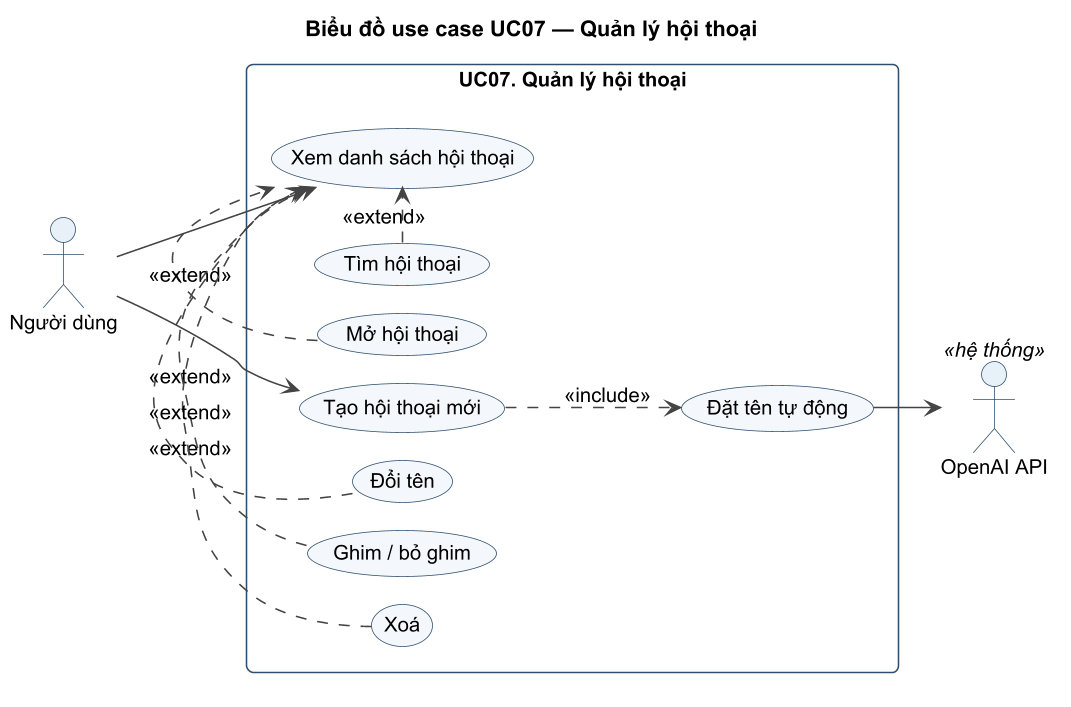 Biểu đồ use case UC07 — Quản lý hội thoại
UC07. Quản lý hội thoại
Xem danh sách hội thoại
«extend»
Tìm hội thoại
«extend»
Người dùng
Mở hội thoại
«hệ thống»
«extend»
Tạo hội thoại mới
«include»
Đặt tên tự động
«extend»
«extend»
OpenAI API
Đổi tên
Ghim / bỏ ghim
Xoá